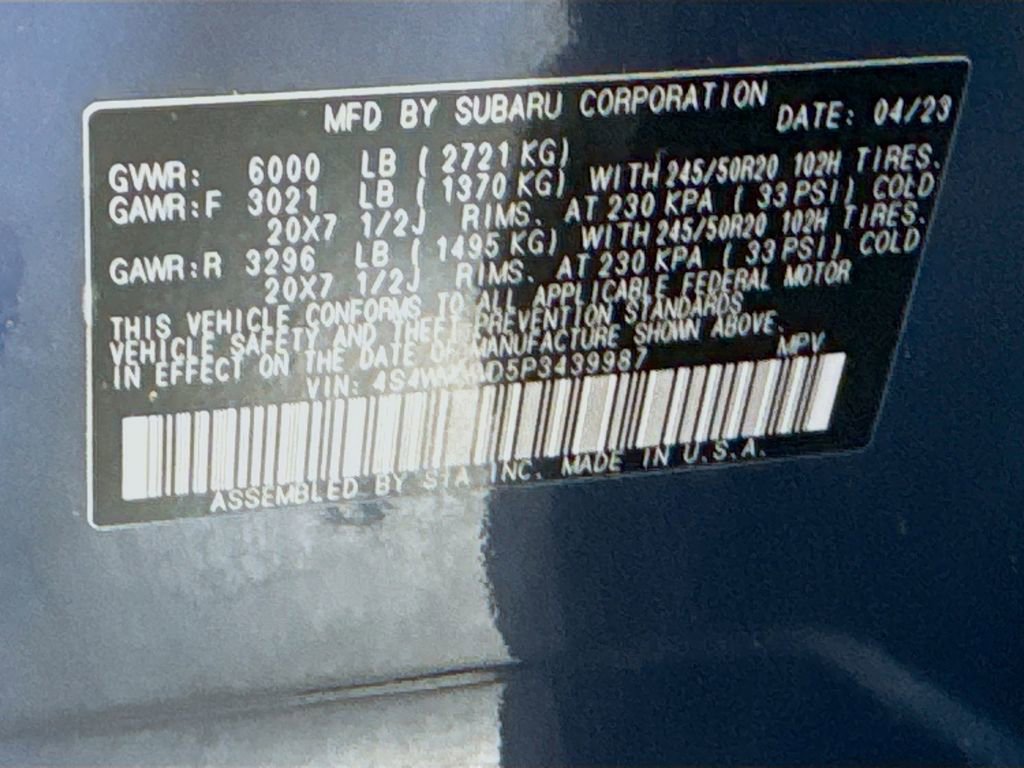 MFD BY SUBARU CORPORATION DATE: 04/23
GVWR: 6000 LB ( 2721 KG)
GAWR:F 3021 LB ( 1370 KG) WITH 245/50R20 102H TIRES.
20X7 1/2J RIMS. AT 230 KPA ( 33 PSI) COLD
GAWR:R 3296 LB ( 1495 KG) WITH 245/50R20 102H TIRES.
20X7 1/2J RIMS. AT 230 KPA ( 33 PSI) COLD
THIS VEHICLE CONFORMS TO ALL APPLICABLE FEDERAL MOTOR
VEHICLE SAFETY AND THEFT PREVENTION STANDARDS
IN EFFECT ON THE DATE OF MANUFACTURE SHOWN ABOVE.
VIN: MPV
ASSEMBLED BY SIA INC. MADE IN U.S.A.